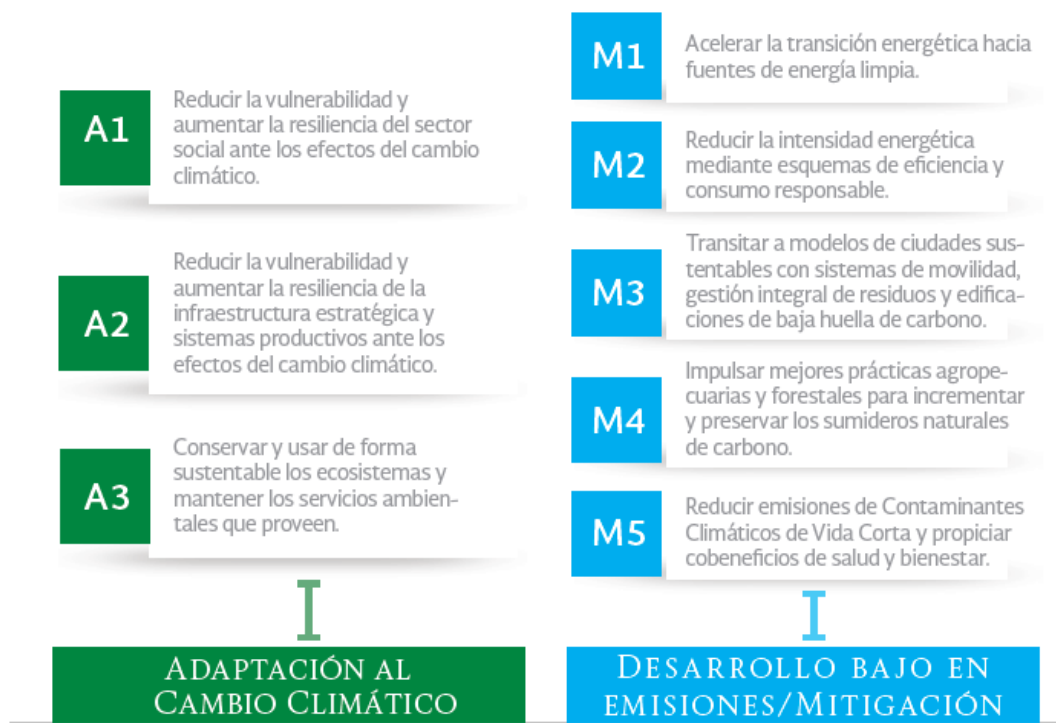 A1
Reducir la vulnerabilidad y
aumentar la resiliencia del sector
social ante los efectos del cambio
climático.
A2
Reducir la vulnerabilidad y
aumentar la resiliencia de la
infraestructura estratégica y
sistemas productivos ante los
efectos del cambio climático.
A3
Conservar y usar de forma
sustentable los ecosistemas y
mantener los servicios ambien-
tales que proveen.
ADAPTACIÓN AL
CAMBIO CLIMÁTICO
M1
Acelerar la transición energética hacia
fuentes de energía limpia.
M2
Reducir la intensidad energética
mediante esquemas de eficiencia y
consumo responsable.
M3
Transitar a modelos de ciudades sus-
tentables con sistemas de movilidad,
gestión integral de residuos y edifica-
ciones de baja huella de carbono.
M4
Impulsar mejores prácticas agrope-
cuarias y forestales para incrementar
y preservar los sumideros naturales
de carbono.
M5
Reducir emisiones de Contaminantes
Climáticos de Vida Corta y propiciar
cobeneficios de salud y bienestar.
DESARROLLO BAJO EN
EMISIONES/MITIGACIÓN